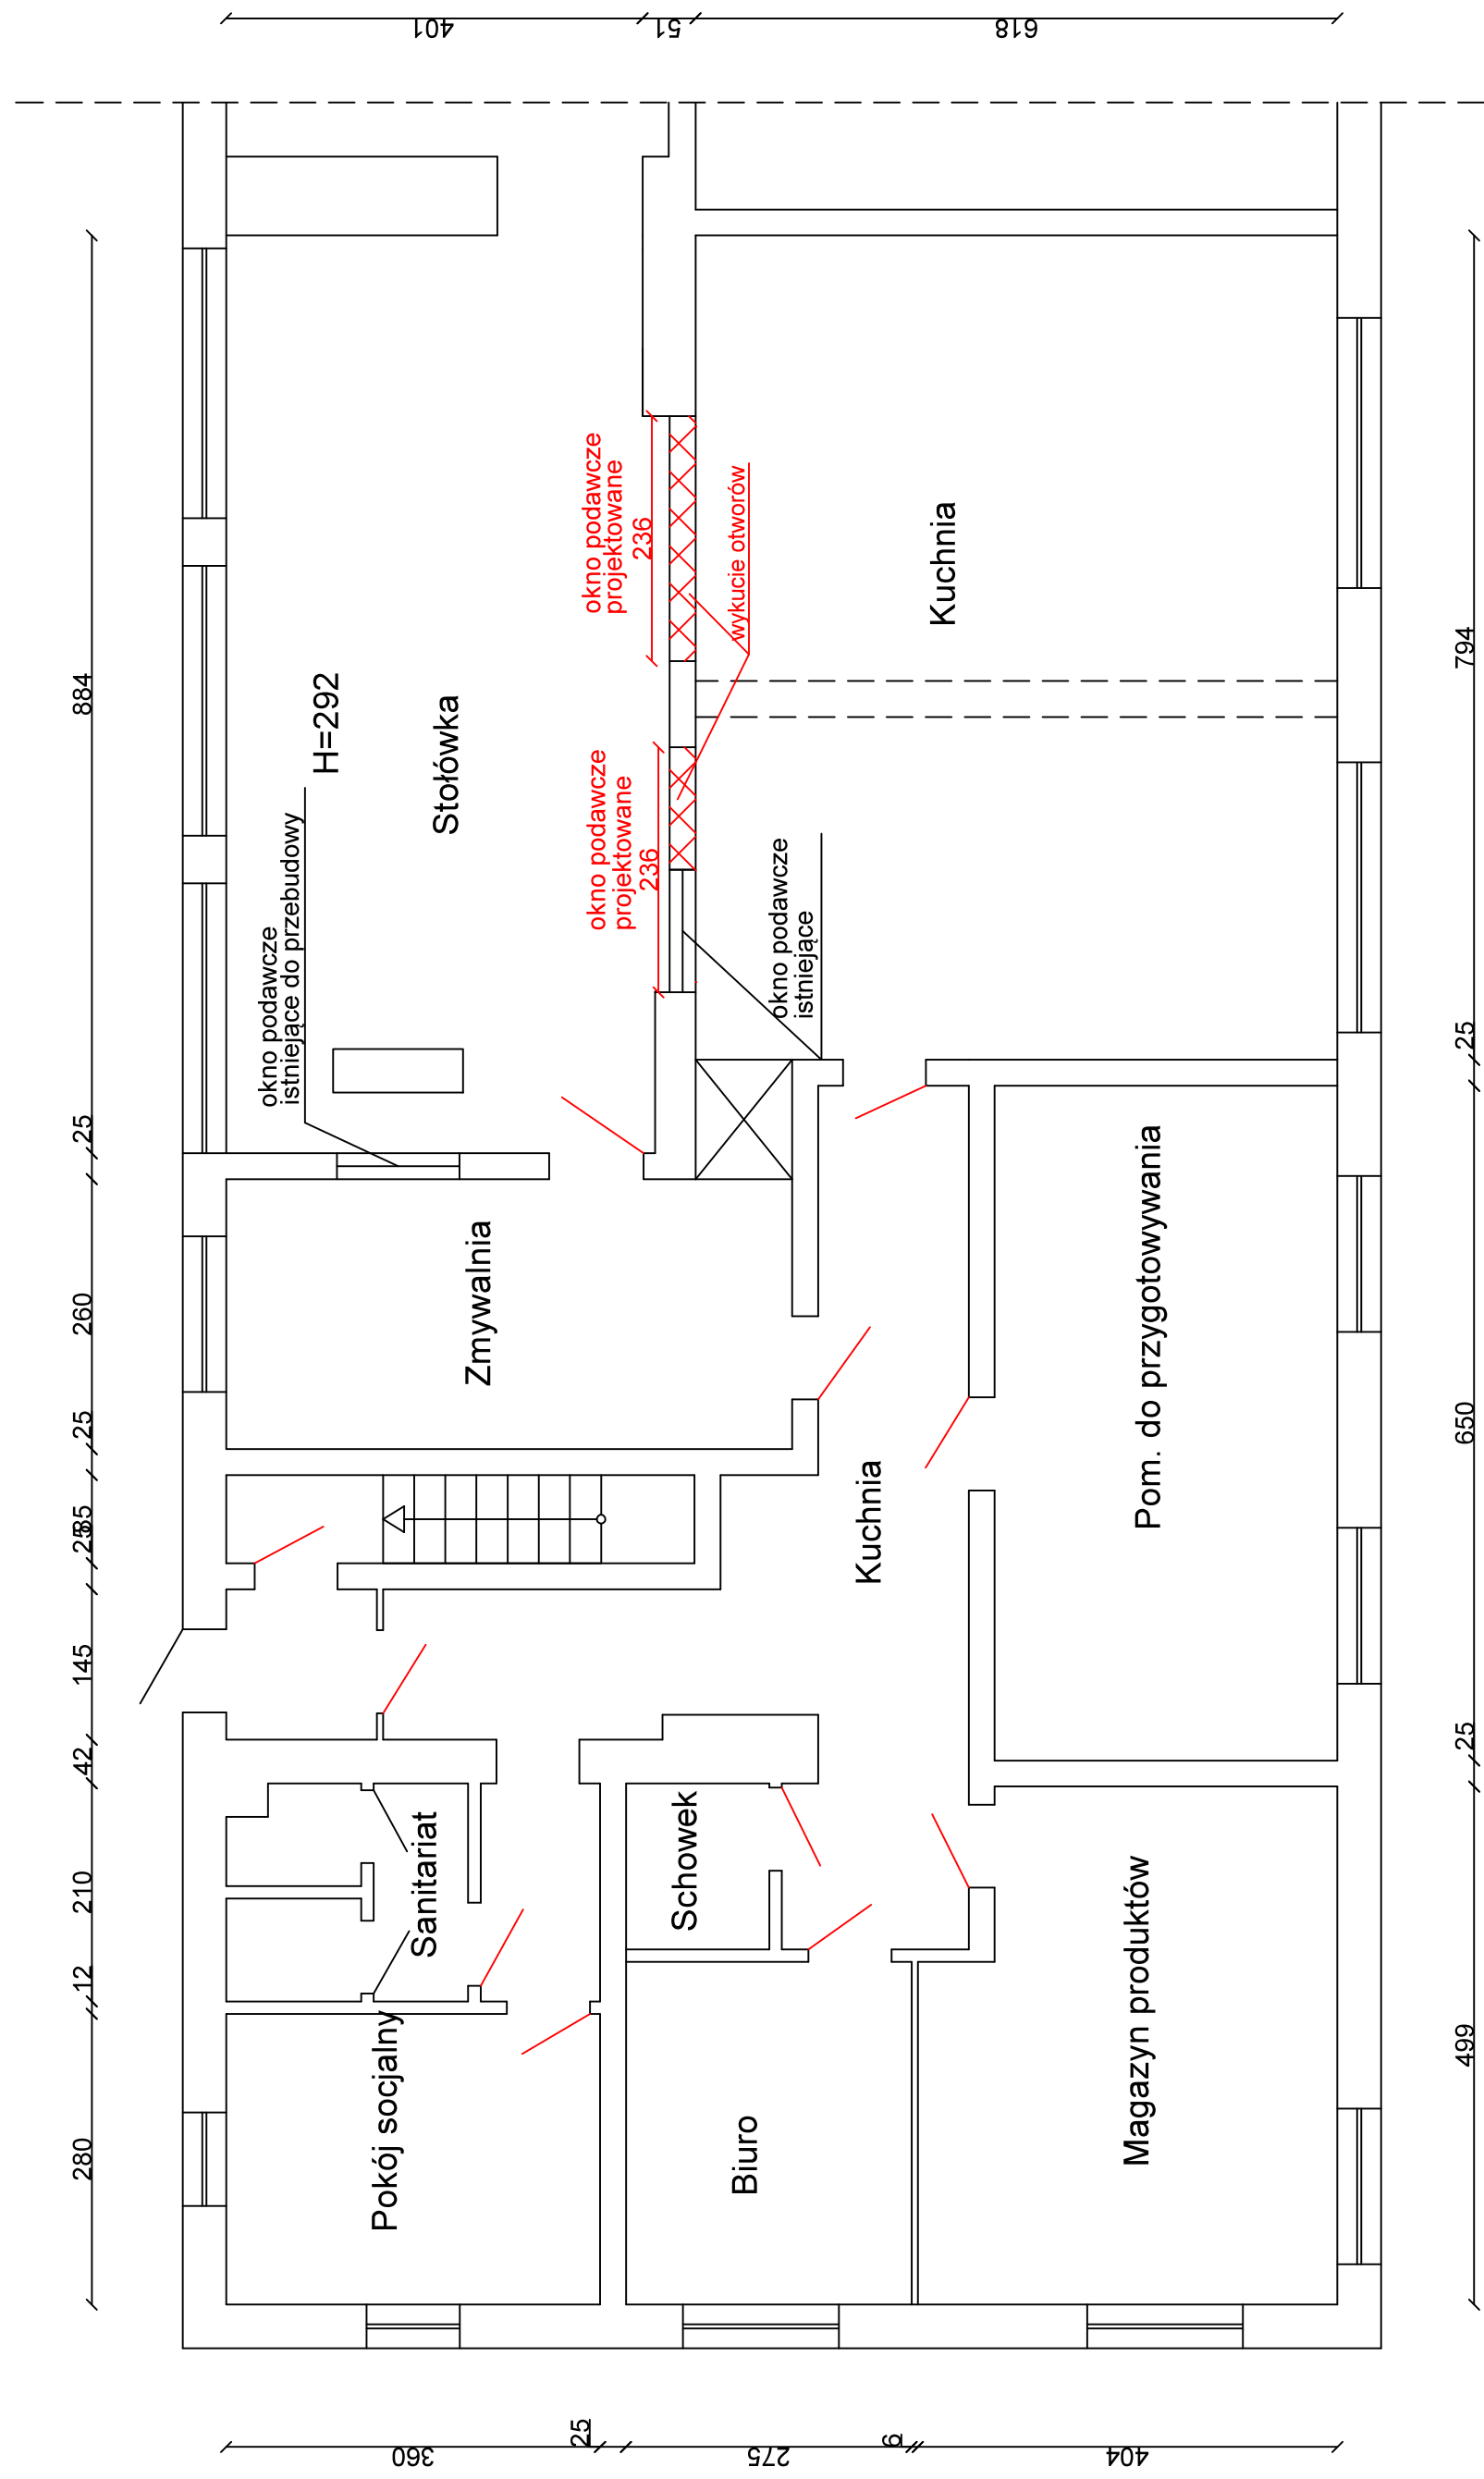 280
12
210
42
145
25
85
25
260
25
884
okno podawcze
istniejące do przebudowy
H=292
Pokój socjalny
Sanitariat
Zmywalnia
Stołówka
360
25
275
6
404
401
51
618
okno podawcze
projektowane
236
okno podawcze
projektowane
236
wykucie otworów
okno podawcze
istniejące
Schowek
Biuro
Kuchnia
Kuchnia
Magazyn produktów
Pom. do przygotowywania
499
25
650
25
794